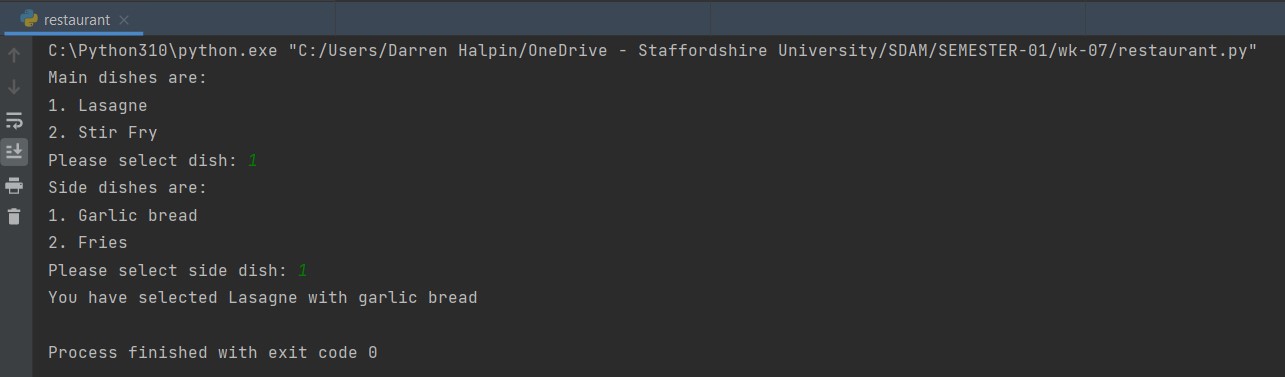 restaurant
C:\Python310\python.exe "C:/Users/Darren Halpin/OneDrive - Staffordshire University/SDAM/SEMESTER-01/wk-07/restaurant.py"
Main dishes are:
1. Lasagne
2. Stir Fry
Please select dish: 1
Side dishes are:
1. Garlic bread
2. Fries
Please select side dish: 1
You have selected Lasagne with garlic bread
Process finished with exit code 0